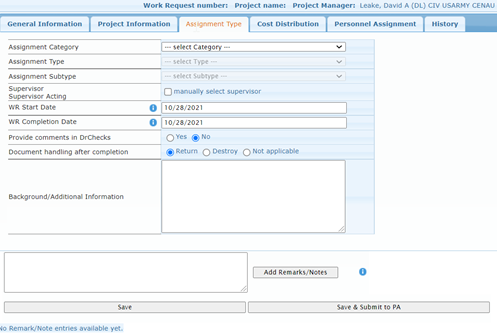 Work Request number: Project name: Project Manager: Leake, David A (DL) CIV USARMY CENAU
General Information Project Information Assignment Type Cost Distribution Personnel Assignment History
Assignment Category --- select Category ---
Assignment Type --- select Type ---
Assignment Subtype --- select Subtype ---
Supervisor
Supervisor Acting manually select supervisor
WR Start Date 10/28/2021
WR Completion Date 10/28/2021
Provide comments in DrChecks Yes No
Document handling after completion Return Destroy Not applicable
Background/Additional Information
Add Remarks/Notes
Save Save & Submit to PA
No Remark/Note entries available yet.